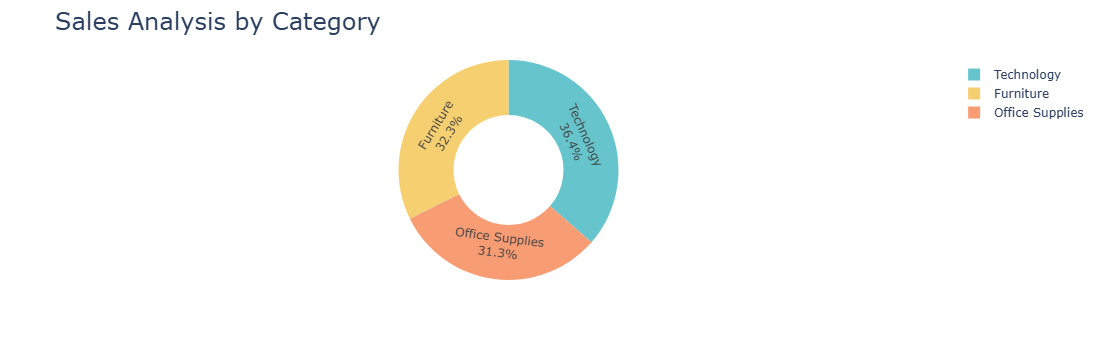 Sales Analysis by Category
Technology
36.4%
Furniture
32.3%
Office Supplies
31.3%
Technology
Furniture
Office Supplies